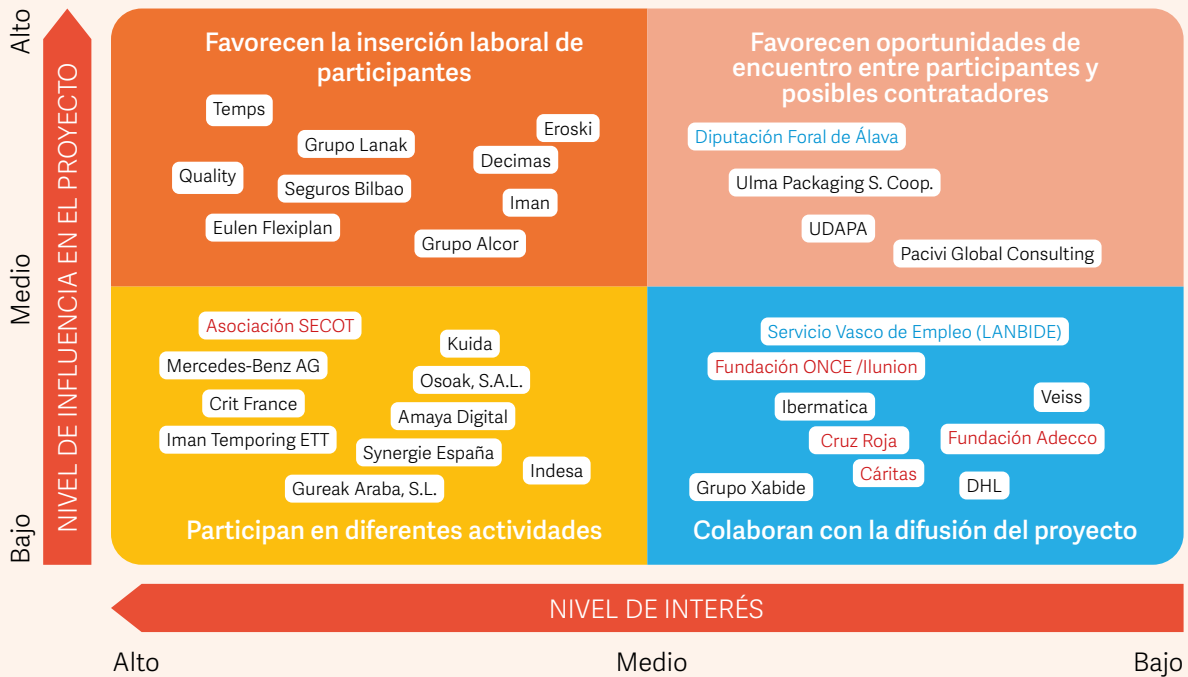 Alto
Medio
Bajo
NIVEL DE INFLUENCIA EN EL PROYECTO
Favorecen la inserción laboral de
participantes
Temps
Eroski
Grupo Lanak
Decimas
Quality
Seguros Bilbao
Iman
Eulen Flexiplan
Grupo Alcor
Favorecen oportunidades de
encuentro entre participantes y
posibles contratadores
Diputación Foral de Álava
Ulma Packaging S. Coop.
UDAPA
Pacivi Global Consulting
Asociación SECOT
Kuida
Mercedes-Benz AG
Osoak, S.A.L.
Crit France
Amaya Digital
Iman Temporing ETT
Synergie España
Indesa
Gureak Araba, S.L.
Participan en diferentes actividades
Servicio Vasco de Empleo (LANBIDE)
Fundación ONCE /Ilunion
Veiss
Ibermatica
Cruz Roja
Fundación Adecco
Cáritas
Grupo Xabide
DHL
Colaboran con la difusión del proyecto
NIVEL DE INTERÉS
Alto
Medio
Bajo